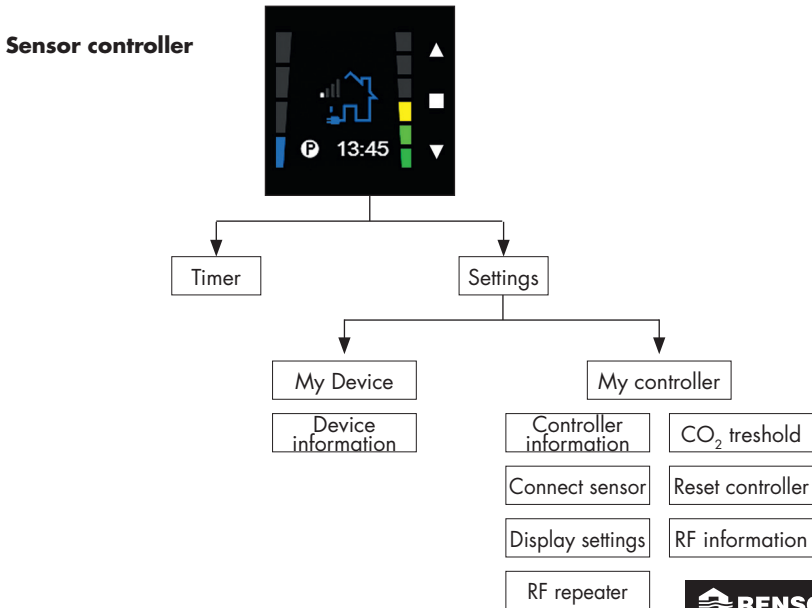 Sensor controller
▲
■
P 13:45 ▼
Timer
Settings
My Device
My controller
Device
information
Controller
information
CO₂ treshold
Connect sensor
Reset controller
Display settings
RF information
RF repeater